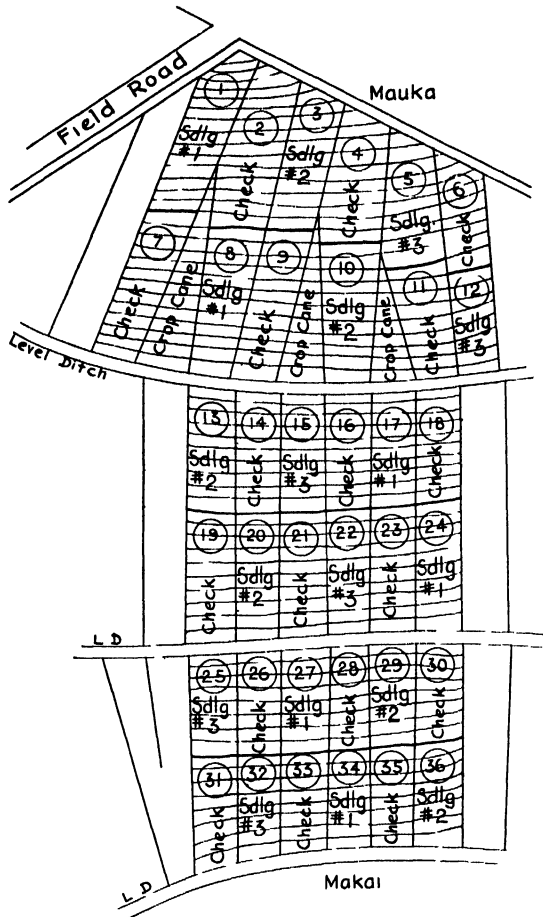 Field Road
Mauka
1
Sdlg
#1
2
Check
3
Sdlg
#2
4
Check
5
Sdlg.
#3
6
Check
7
Check
Crop Cane
8
Sdlg
#1
9
Check
Crop Cane
10
Sdlg
#2
Crop Cane
11
Check
12
Sdlg
#3
Level Ditch
13
Sdlg
#2
14
Check
15
Sdlg
#3
16
Check
17
Sdlg
#1
18
Check
19
Check
20
Sdlg
#2
21
Check
22
Sdlg
#3
23
Check
24
Sdlg
#1
L D
25
Sdlg
#3
26
Check
27
Sdlg
#1
28
Check
29
Sdlg
#2
30
Check
31
Check
32
Sdlg
#3
33
Check
34
Sdlg
#1
35
Check
36
Sdlg
#2
L D
Makai